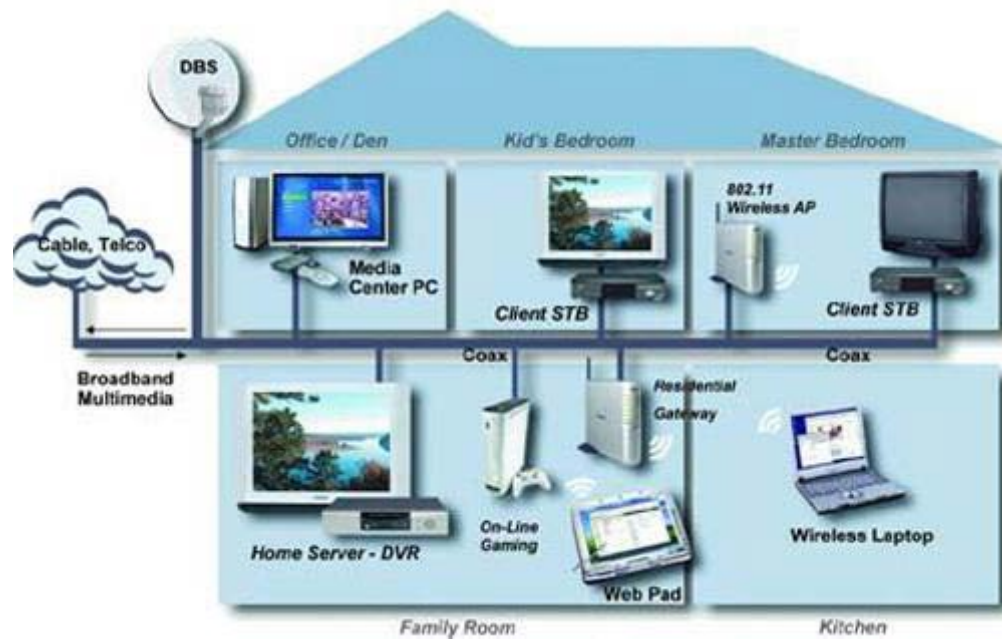 DBS
Office / Den
Kid's Bedroom
Master Bedroom
802.11
Wireless AP
Cable, Telco
Media
Center PC
Client STB
Client STB
Coax
Coax
Broadband
Multimedia
Residential
Gateway
On-Line
Gaming
Home Server - DVR
Wireless Laptop
Web Pad
Family Room
Kitchen